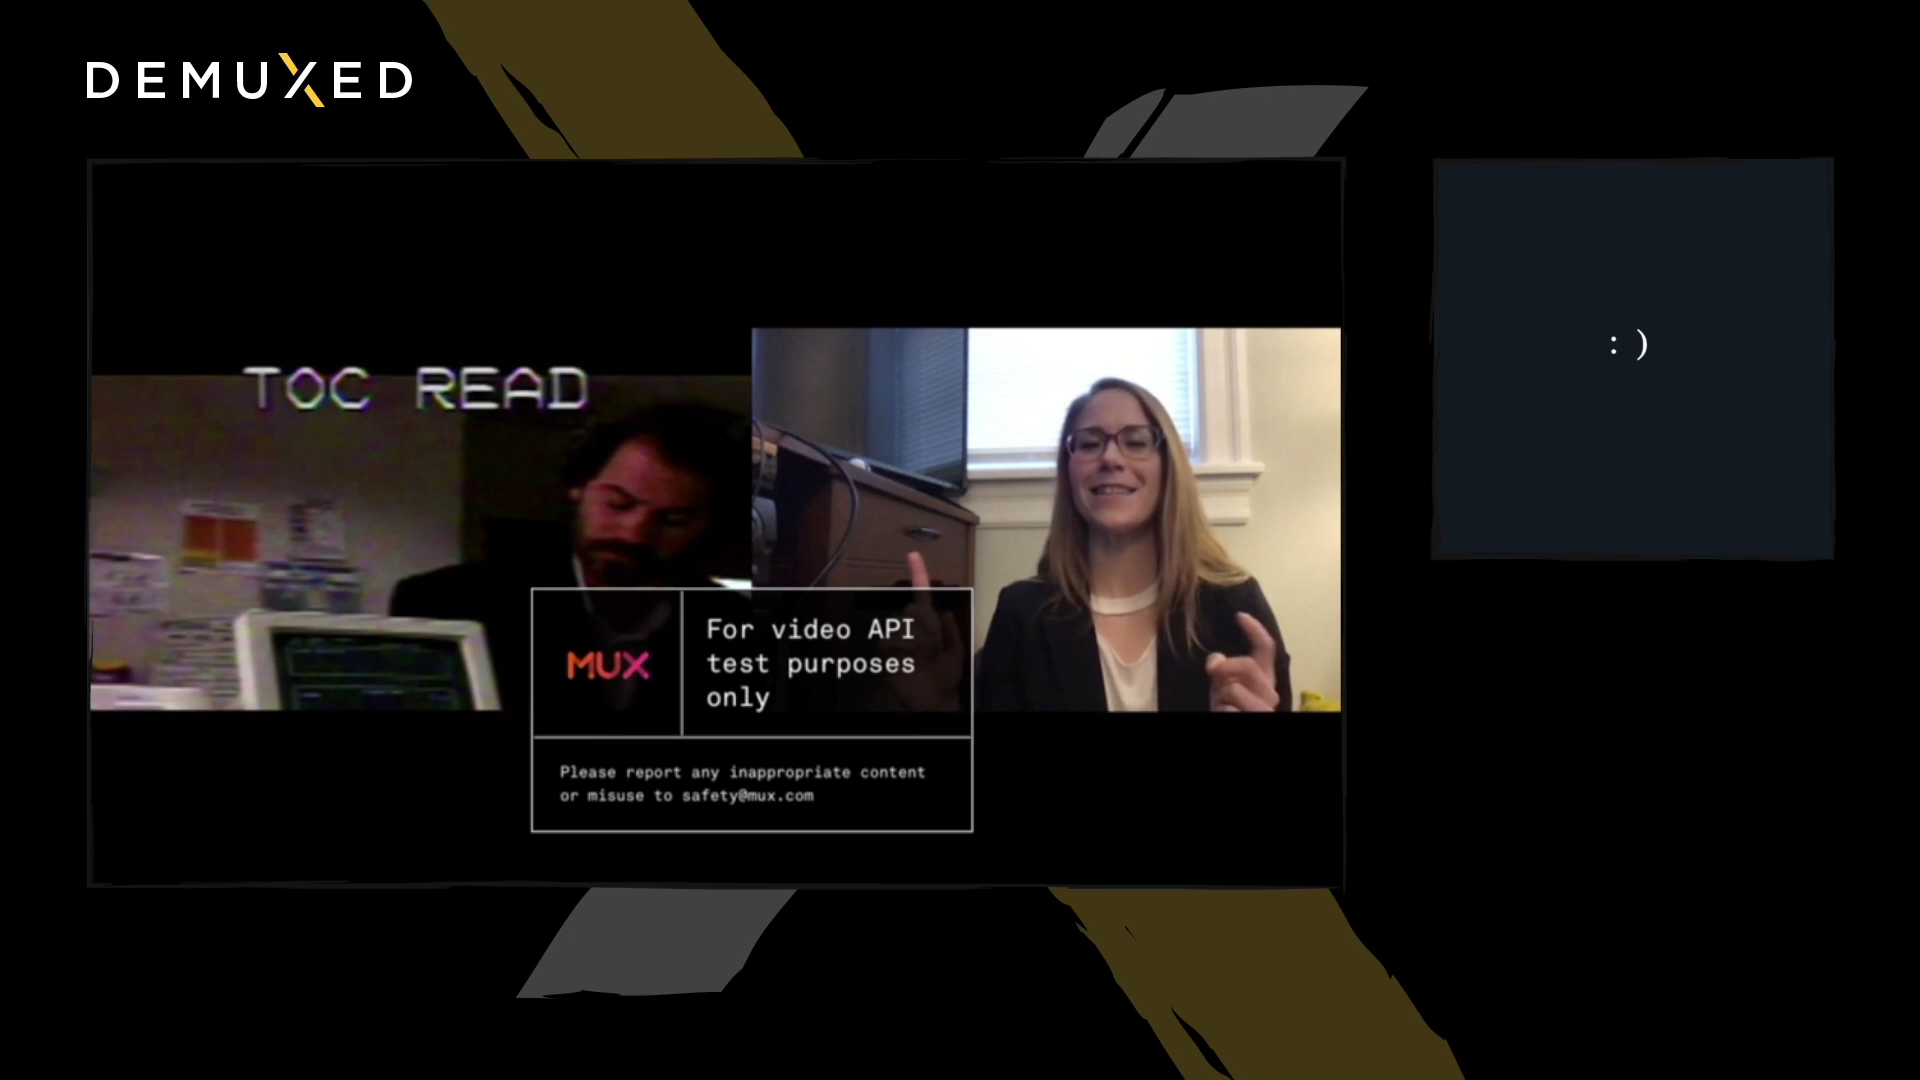 DEMUXED
TOC READ
: )
MUX
For video API
test purposes
only
Please report any inappropriate content
or misuse to safety@mux.com